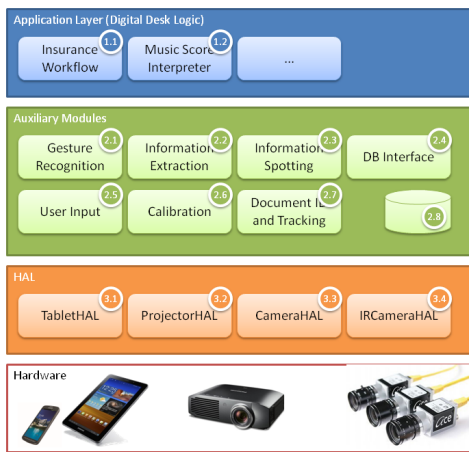 Application Layer (Digital Desk Logic)
1.1
1.2
Insurance
Workflow
Music Score
Interpreter
...
Auxiliary Modules
2.1
2.2
2.3
2.4
Gesture
Recognition
Information
Extraction
Information
Spotting
DB Interface
2.5
2.6
2.7
2.8
User Input
Calibration
Document ID
and Tracking
HAL
3.1
3.2
3.3
3.4
TabletHAL
ProjectorHAL
CameraHAL
IRCameraHAL
Hardware